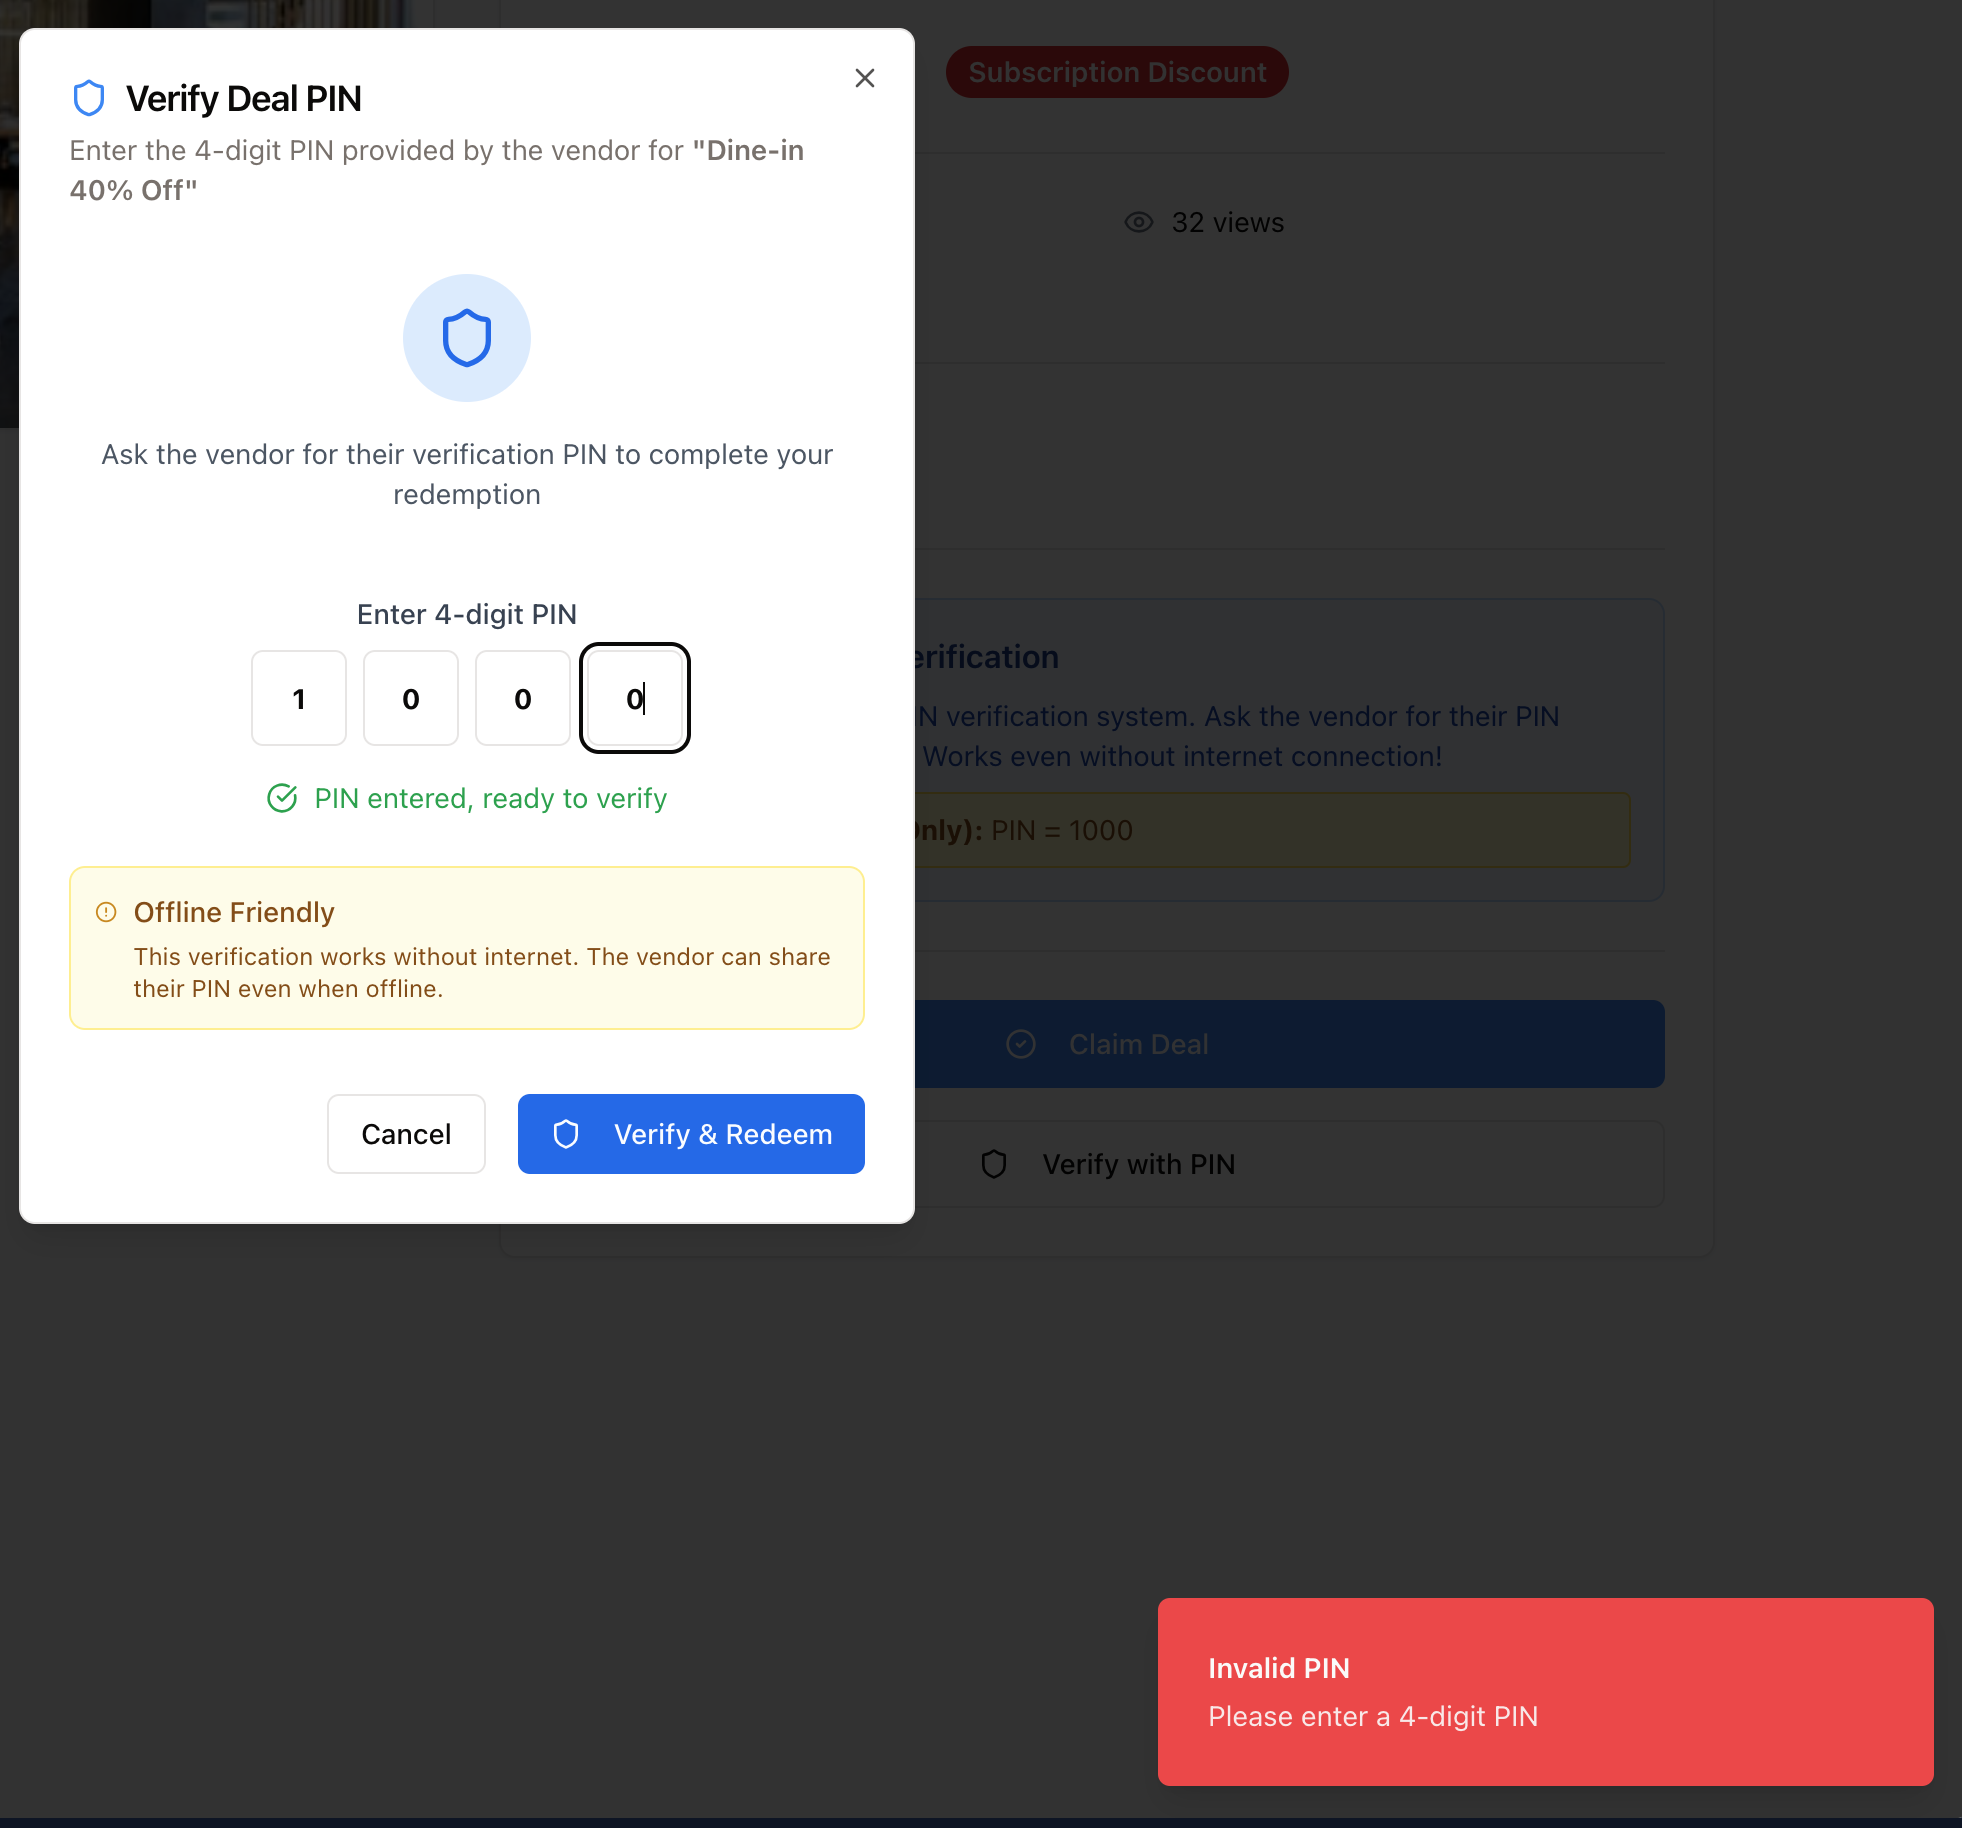 Verify Deal PIN
Enter the 4-digit PIN provided by the vendor for "Dine-in
40% Off"
Ask the vendor for their verification PIN to complete your
redemption
Enter 4-digit PIN
1 0 0 0
PIN entered, ready to verify
Offline Friendly
This verification works without internet. The vendor can share
their PIN even when offline.
Cancel
Verify & Redeem
Subscription Discount
32 views
verification system. Ask the vendor for their PIN
Works even without internet connection!
PIN = 1000
Claim Deal
Verify with PIN
Invalid PIN
Please enter a 4-digit PIN